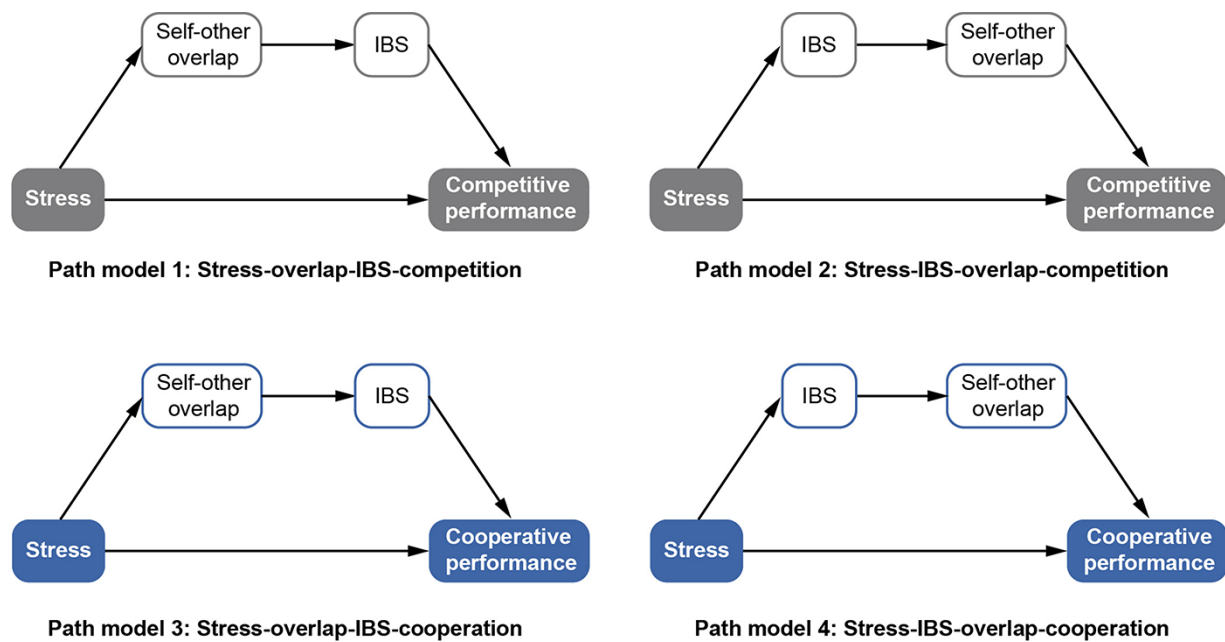 Self-other
overlap
IBS
Stress
Competitive
performance
Path model 1: Stress-overlap-IBS-competition
IBS
Self-other
overlap
Stress
Competitive
performance
Path model 2: Stress-IBS-overlap-competition
Self-other
overlap
IBS
Stress
Cooperative
performance
Path model 3: Stress-overlap-IBS-cooperation
IBS
Self-other
overlap
Stress
Cooperative
performance
Path model 4: Stress-IBS-overlap-cooperation